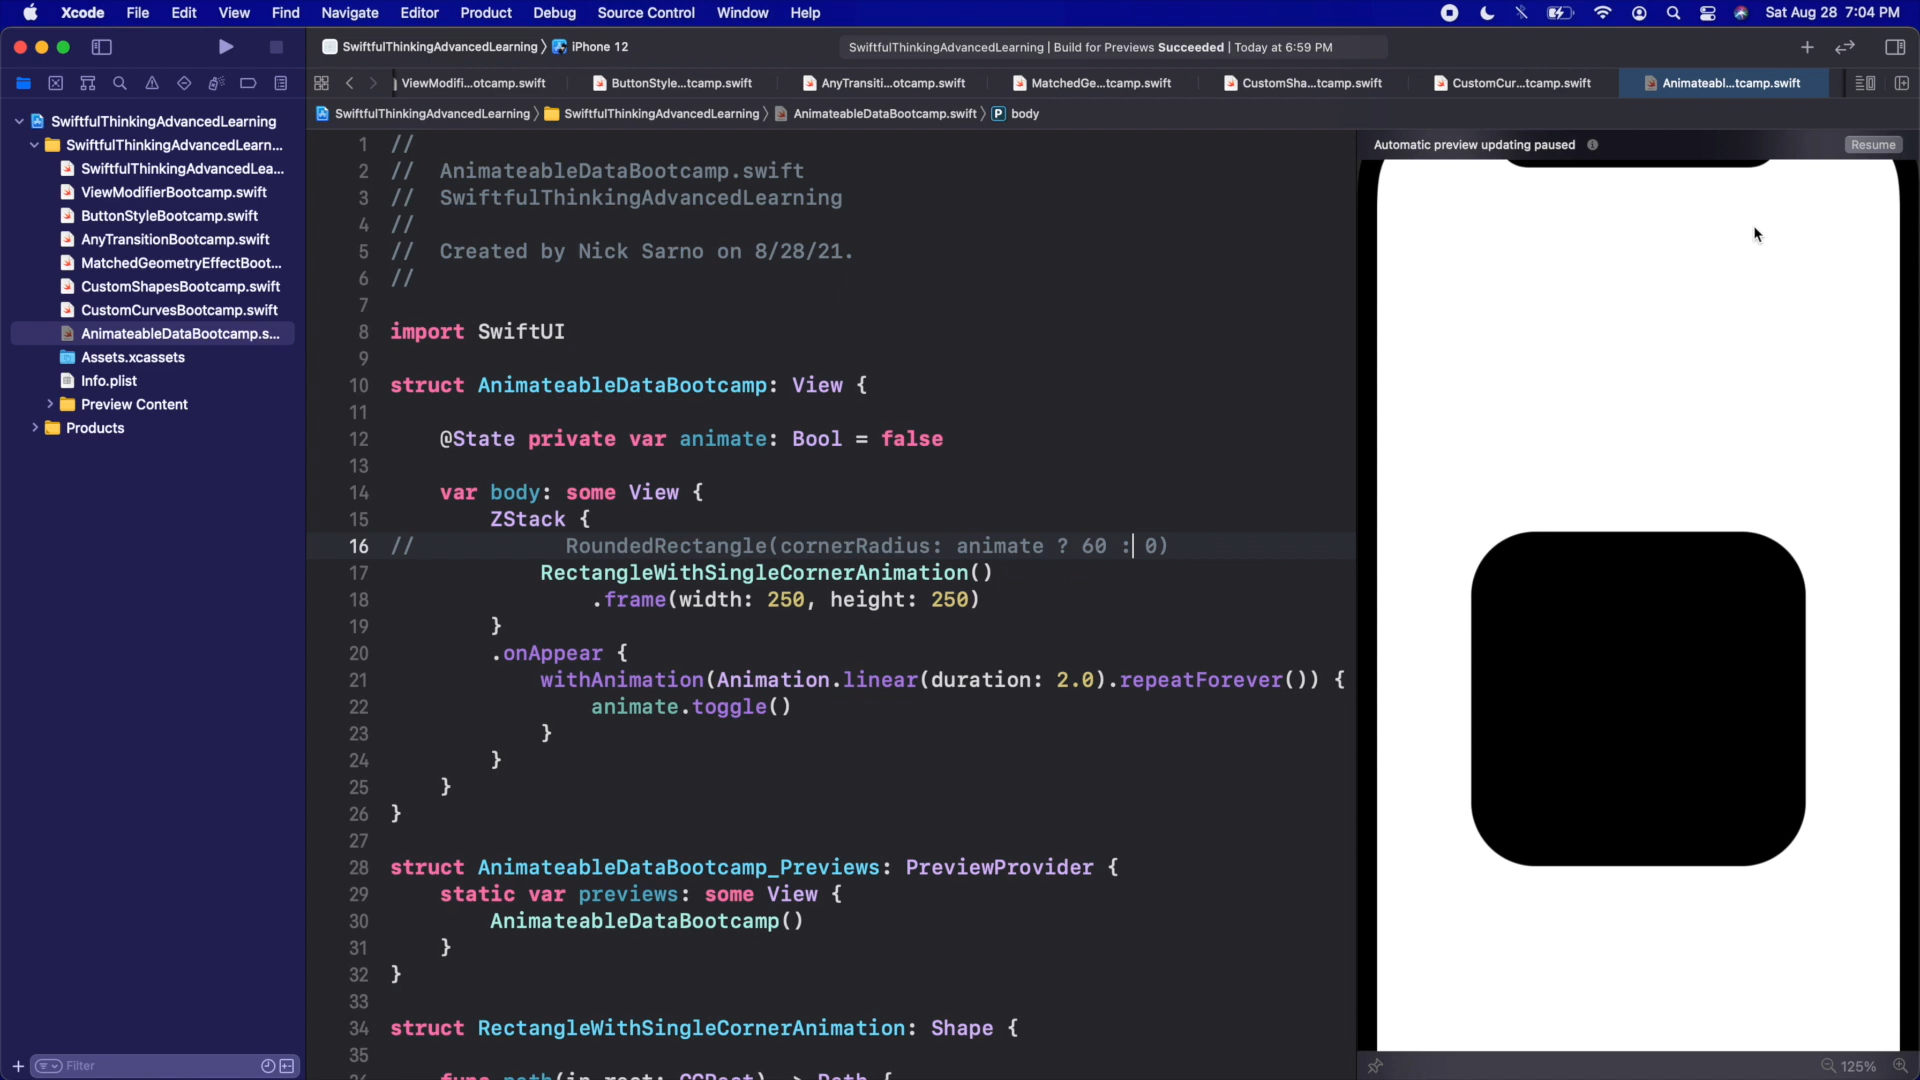 Xcode File Edit View Find Navigate Editor Product Debug Source Control Window Help Sat Aug 28 7:04 PM
SwiftfulThinkingAdvancedLearning iPhone 12 SwiftfulThinkingAdvancedLearning | Build for Previews Succeeded | Today at 6:59 PM
ViewModifi...otcamp.swift ButtonStyle...tcamp.swift AnyTransiti...otcamp.swift MatchedGe...tcamp.swift CustomSha...tcamp.swift CustomCur...tcamp.swift Animateabl...tcamp.swift
SwiftfulThinkingAdvancedLearning SwiftfulThinkingAdvancedLearning AnimateableDataBootcamp.swift P body
SwiftfulThinkingAdvancedLearning
SwiftfulThinkingAdvancedLearn...
SwiftfulThinkingAdvancedLea...
ViewModifierBootcamp.swift
ButtonStyleBootcamp.swift
AnyTransitionBootcamp.swift
MatchedGeometryEffectBoot...
CustomShapesBootcamp.swift
CustomCurvesBootcamp.swift
AnimateableDataBootcamp.s...
Assets.xcassets
Info.plist
Preview Content
Products
Filter
1 //
2 // AnimateableDataBootcamp.swift
3 // SwiftfulThinkingAdvancedLearning
4 //
5 // Created by Nick Sarno on 8/28/21.
6 //
7
8 import SwiftUI
9
10 struct AnimateableDataBootcamp: View {
11
12 @State private var animate: Bool = false
13
14 var body: some View {
15 ZStack {
16 // RoundedRectangle(cornerRadius: animate ? 60 : 0)
17 RectangleWithSingleCornerAnimation()
18 .frame(width: 250, height: 250)
19 }
20 .onAppear {
21 withAnimation(Animation.linear(duration: 2.0).repeatForever()) {
22 animate.toggle()
23 }
24 }
25 }
26 }
27
28 struct AnimateableDataBootcamp_Previews: PreviewProvider {
29 static var previews: some View {
30 AnimateableDataBootcamp()
31 }
32 }
33
34 struct RectangleWithSingleCornerAnimation: Shape {
35
36 func path(in rect: CGRect) -> Path {
Automatic preview updating paused Resume
125%